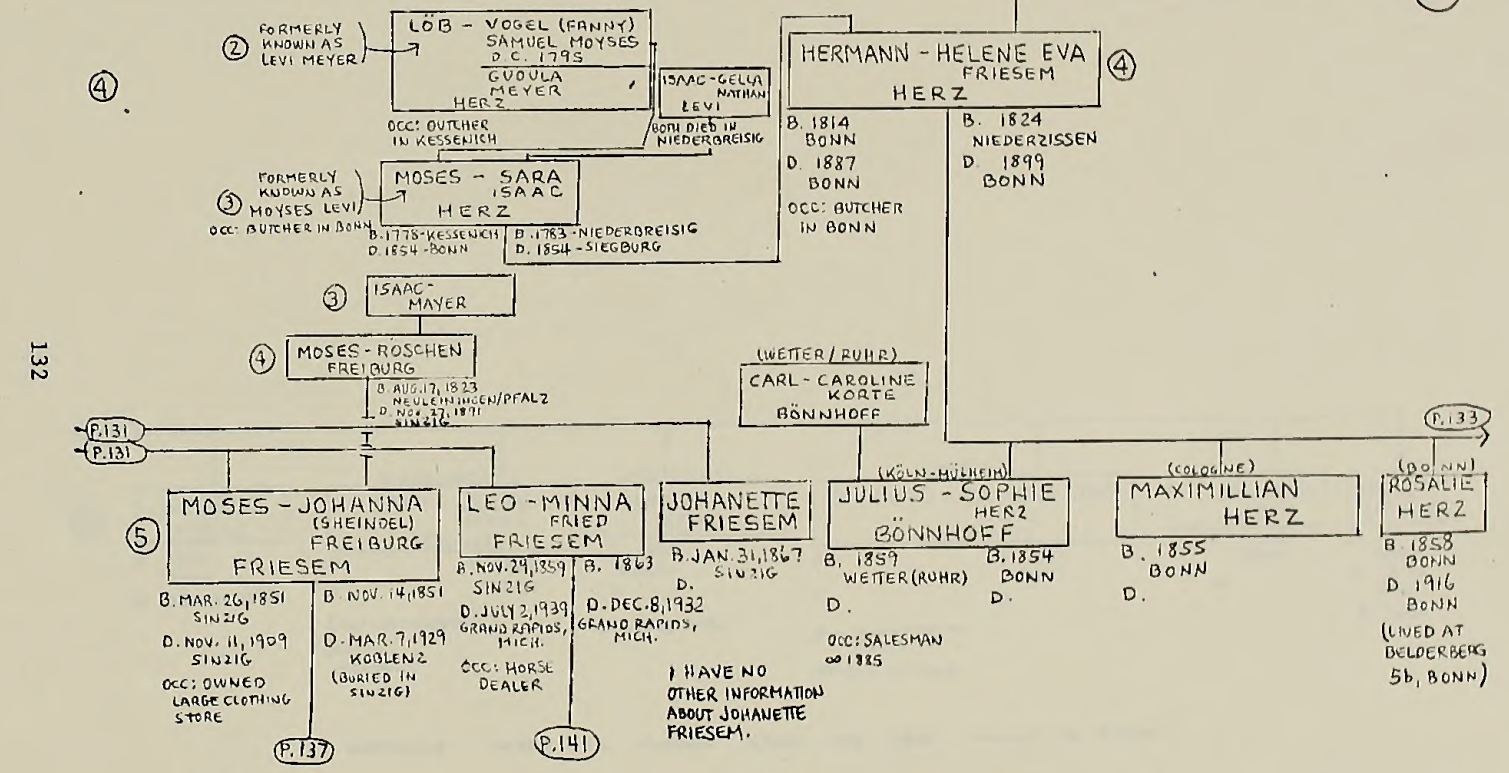 ④
②
FORMERLY
KNOWN AS
LEVI MEYER
LÖB - VOGEL (FANNY)
SAMUEL MOYSES
D.C. 1795
GUDULA
MEYER
HERZ
OCC: BUTCHER
IN KESSENICH
ISAAC-GELLA
NATHAN
LEVI
BOTH DIED IN
NIEDERBREISIG
HERMANN - HELENE EVA
FRIESEM
HERZ
④
B. 1814
BONN
D. 1887
BONN
OCC: BUTCHER
IN BONN
B. 1824
NIEDERZISSEN
D. 1899
BONN
③
FORMERLY
KNOWN AS
MOYSES LEVI
OCC: BUTCHER IN BONN
MOSES - SARA
ISAAC
HERZ
B. 1778-KESSENICH
D. 1854-BONN
B. 1783-NIEDERBREISIG
D. 1854-SIEGBURG
③
ISAAC-
MAYER
④
MOSES-ROSCHEN
FREIBURG
B. AUG. 17, 1823
NEULEININGEN/PFALZ
D. NOV. 27, 1891
SINZIG
132
(WETTER/RUHR)
CARL-CAROLINE
KORTE
BÖNNHOFF
P.131
P.131
P.133
⑤
MOSES-JOHANNA
(SHEINDEL)
FREIBURG
FRIESEM
B. MAR. 26, 1851
SINZIG
D. NOV. 11, 1909
SINZIG
OCC: OWNED
LARGE CLOTHING
STORE
B. NOV. 14, 1851
D. MAR. 7, 1929
KOBLENZ
(BURIED IN
SINZIG)
P.137
LEO-MINNA
FRIED
FRIESEM
B. NOV. 29, 1859
SINZIG
D. JULY 2, 1939
GRAND RAPIDS,
MICH.
OCC: HORSE
DEALER
B. 1863
D. DEC. 8, 1932
GRAND RAPIDS,
MICH.
P.141
JOHANETTE
FRIESEM
B. JAN. 31, 1867
SINZIG
D.
I HAVE NO
OTHER INFORMATION
ABOUT JOHANETTE
FRIESEM.
(KÖLN-MÜLHEIM)
JULIUS - SOPHIE
HERZ
BÖNNHOFF
B. 1859
WETTER (RUHR)
D.
OCC: SALESMAN
∞ 1885
B. 1854
BONN
D.
(COLOGNE)
MAXIMILLIAN
HERZ
B. 1855
BONN
D.
(BONN)
ROSALIE
HERZ
B. 1858
BONN
D. 1916
BONN
(LIVED AT
BELDERBERG
5b, BONN)